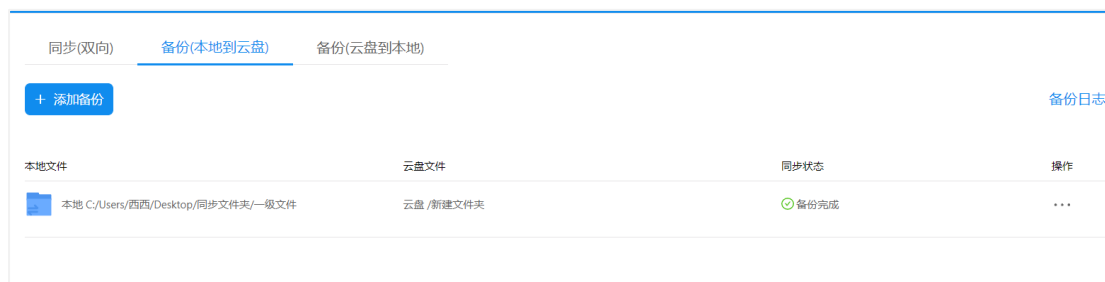 同步(双向) 备份(本地到云盘) 备份(云盘到本地)
+ 添加备份 备份日志
本地文件 云盘文件 同步状态 操作
本地 C:/Users/西西/Desktop/同步文件夹/一级文件 云盘 /新建文件夹 备份完成 ...